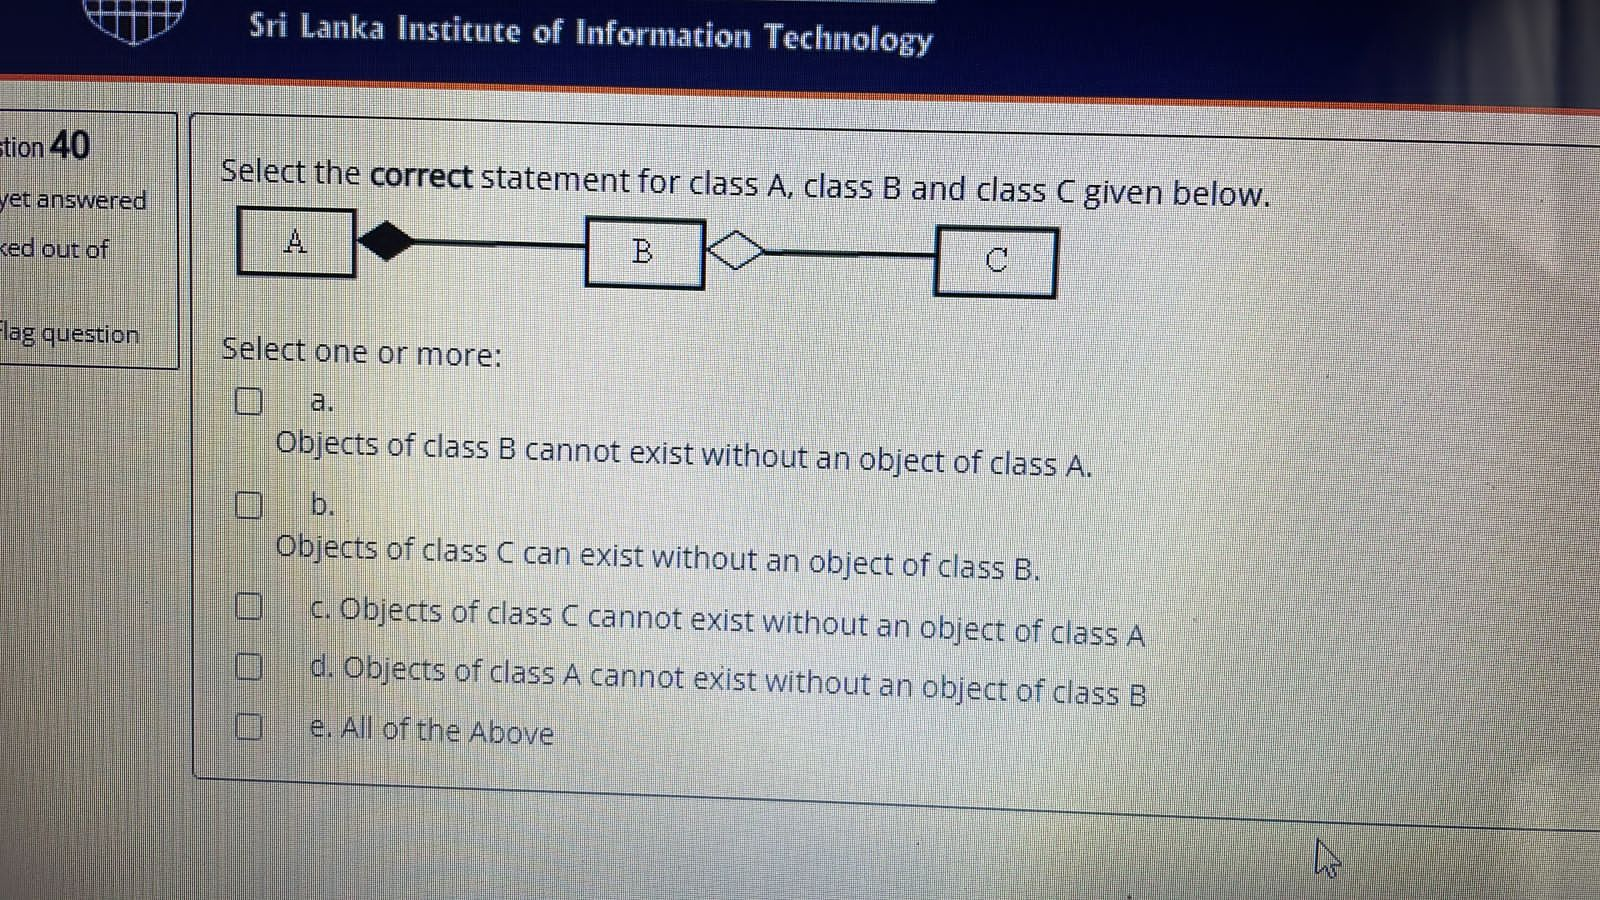 Sri Lanka Institute of Information Technology
stion 40
yet answered
ked out of
Flag question
Select the correct statement for class A, class B and class C given below.
A
B
C
Select one or more:
a.
Objects of class B cannot exist without an object of class A.
b.
Objects of class C can exist without an object of class B.
c. Objects of class C cannot exist without an object of class A
d. Objects of class A cannot exist without an object of class B
e. All of the Above